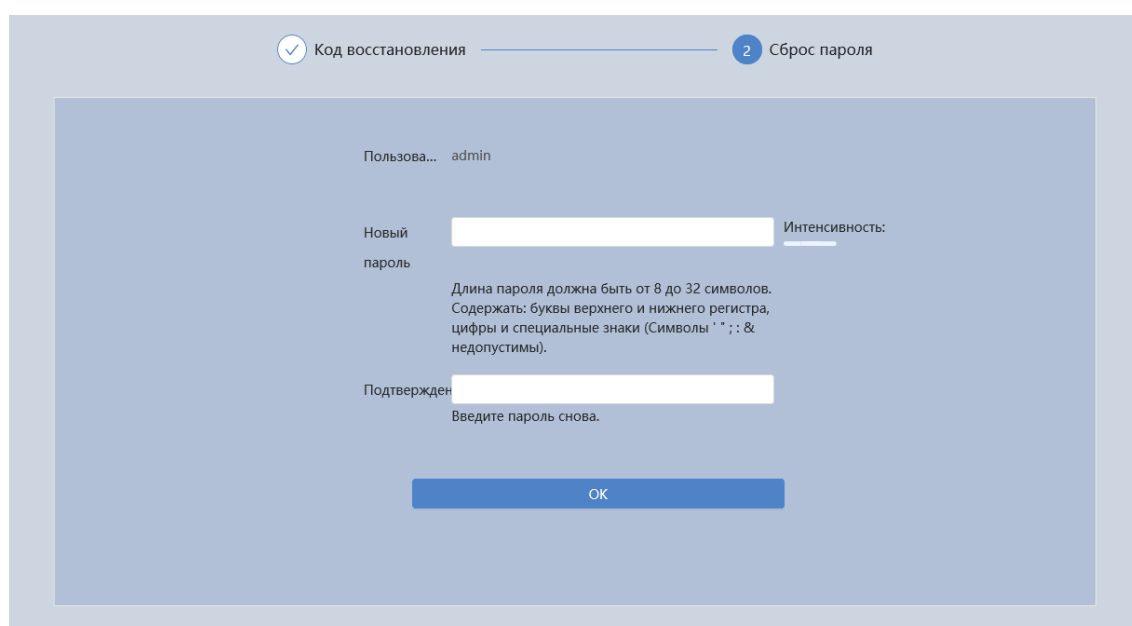 Код восстановления
2 Сброс пароля
Пользова... admin
Новый
пароль
Интенсивность:
Длина пароля должна быть от 8 до 32 символов.
Содержать: буквы верхнего и нижнего регистра,
цифры и специальные знаки (Символы ' " ; : &
недопустимы).
Подтвержден
Введите пароль снова.
OK